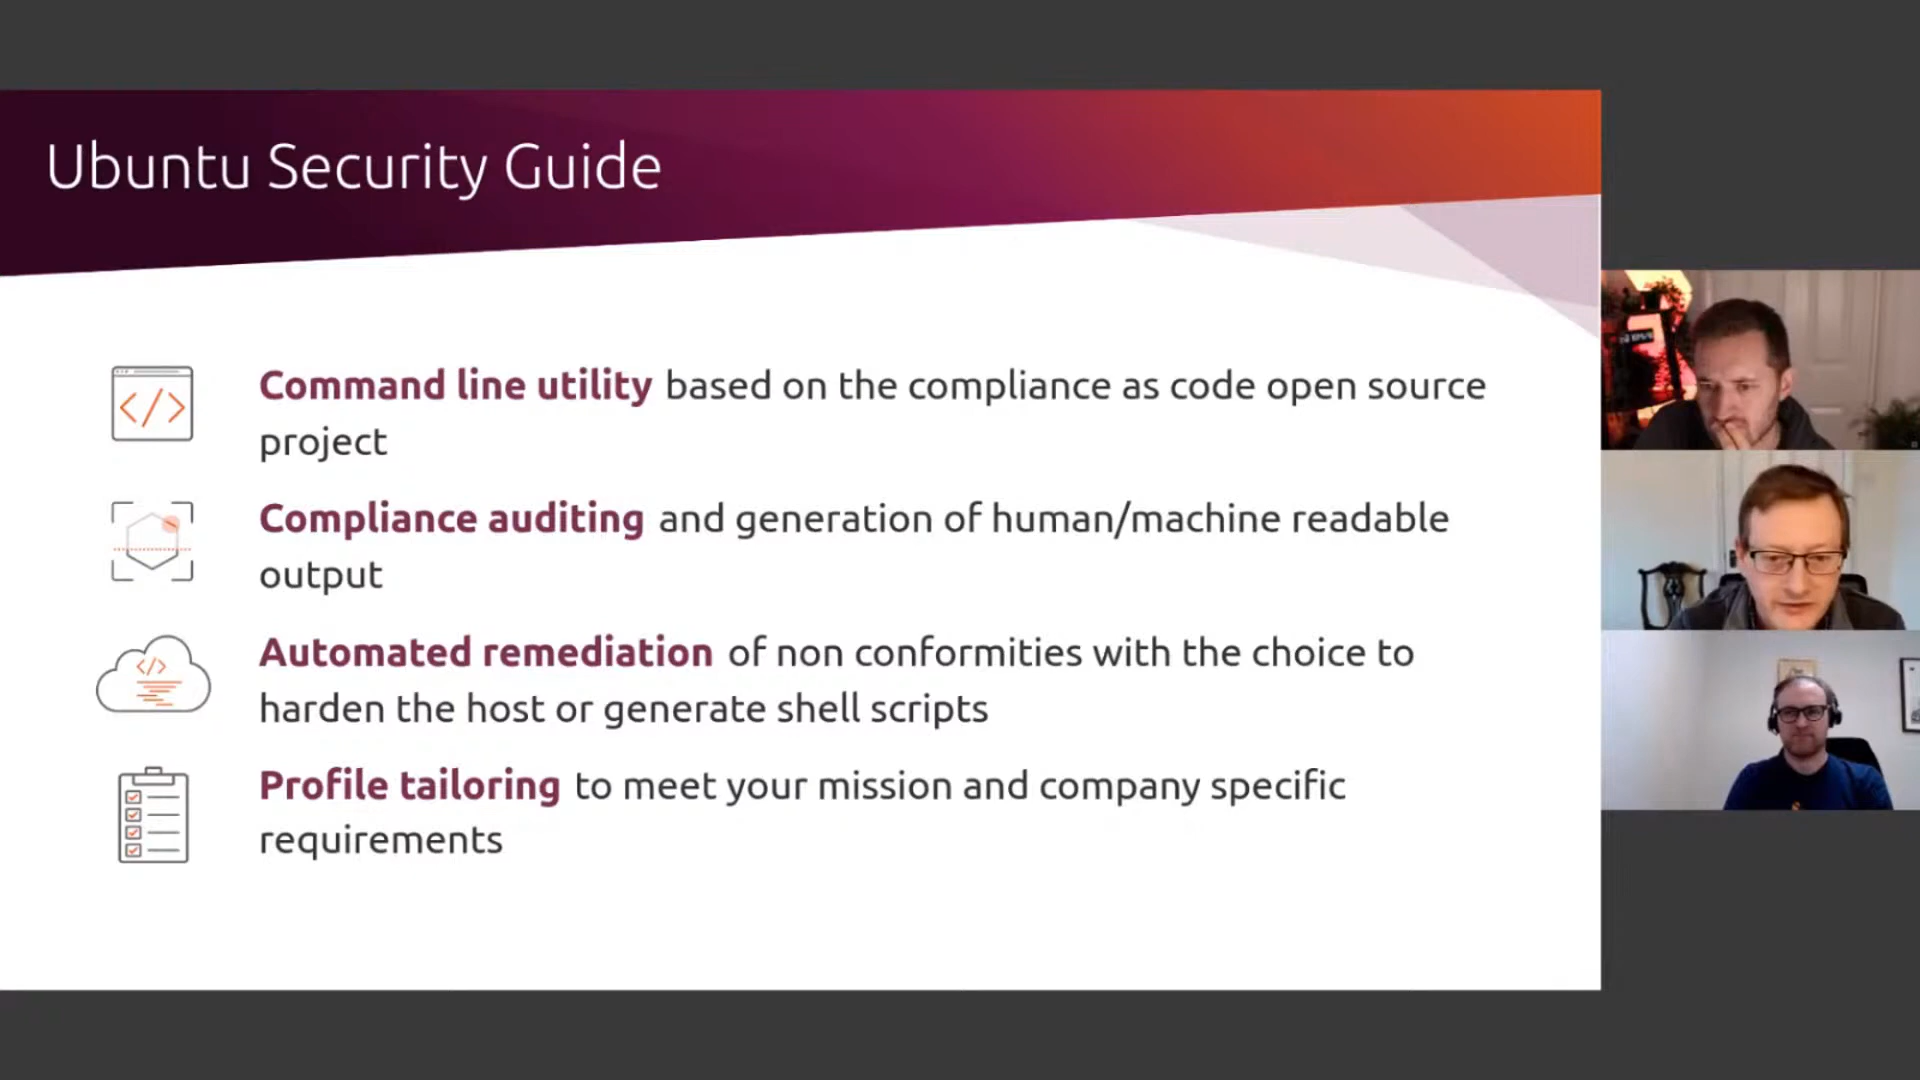 Ubuntu Security Guide
Command line utility based on the compliance as code open source
project
Compliance auditing and generation of human/machine readable
output
Automated remediation of non conformities with the choice to
harden the host or generate shell scripts
Profile tailoring to meet your mission and company specific
requirements